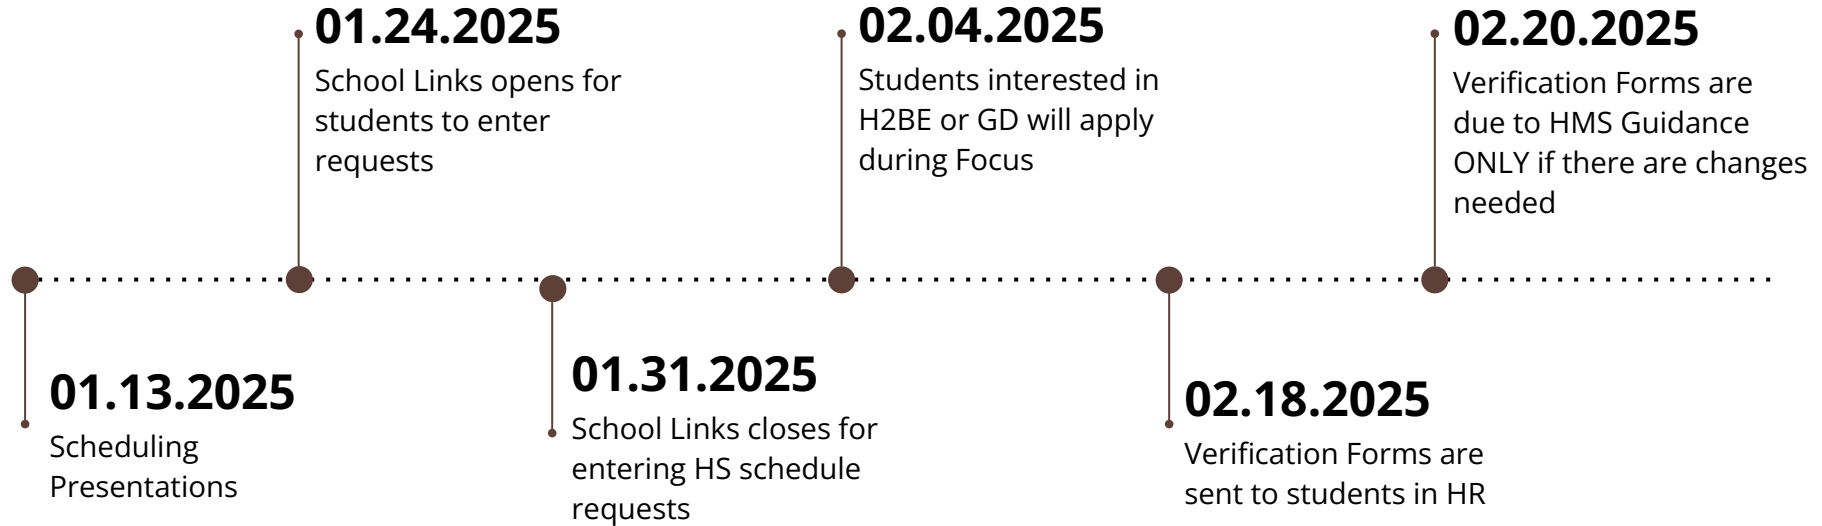 01.24.2025
School Links opens for
students to enter
requests
02.04.2025
Students interested in
H2BE or GD will apply
during Focus
02.20.2025
Verification Forms are
due to HMS Guidance
ONLY if there are changes
needed
01.13.2025
Scheduling
Presentations
01.31.2025
School Links closes for
entering HS schedule
requests
02.18.2025
Verification Forms are
sent to students in HR